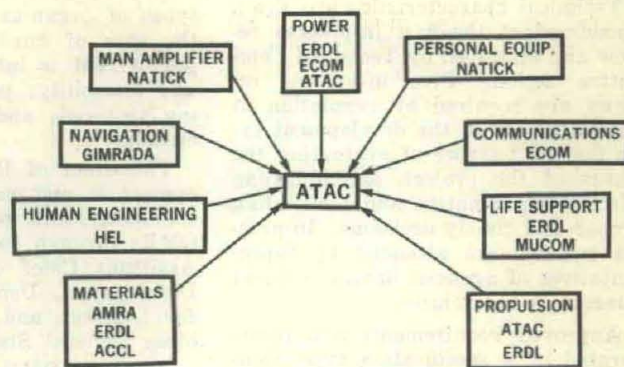 POWER
ERDL
ECOM
ATAC
MAN AMPLIFIER
NATICK
PERSONAL EQUIP.
NATICK
NAVIGATION
GIMRADA
COMMUNICATIONS
ECOM
ATAC
HUMAN ENGINEERING
HEL
LIFE SUPPORT
ERDL
MUCOM
MATERIALS
AMRA
ERDL
ACCL
PROPULSION
ATAC
ERDL